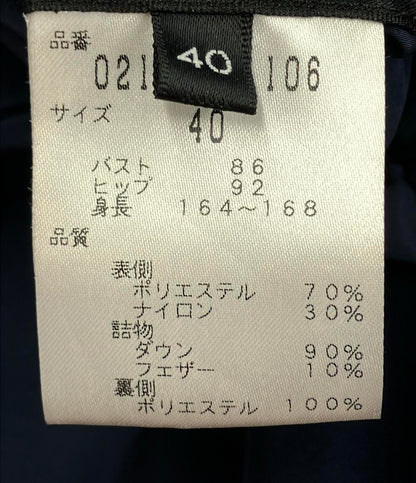 40
品番
021 106
サイズ
40
バスト 86
ヒップ 92
身長 164~168
品質
表側
ポリエステル 70%
ナイロン 30%
詰物
ダウン 90%
フェザー 10%
裏側
ポリエステル 100%